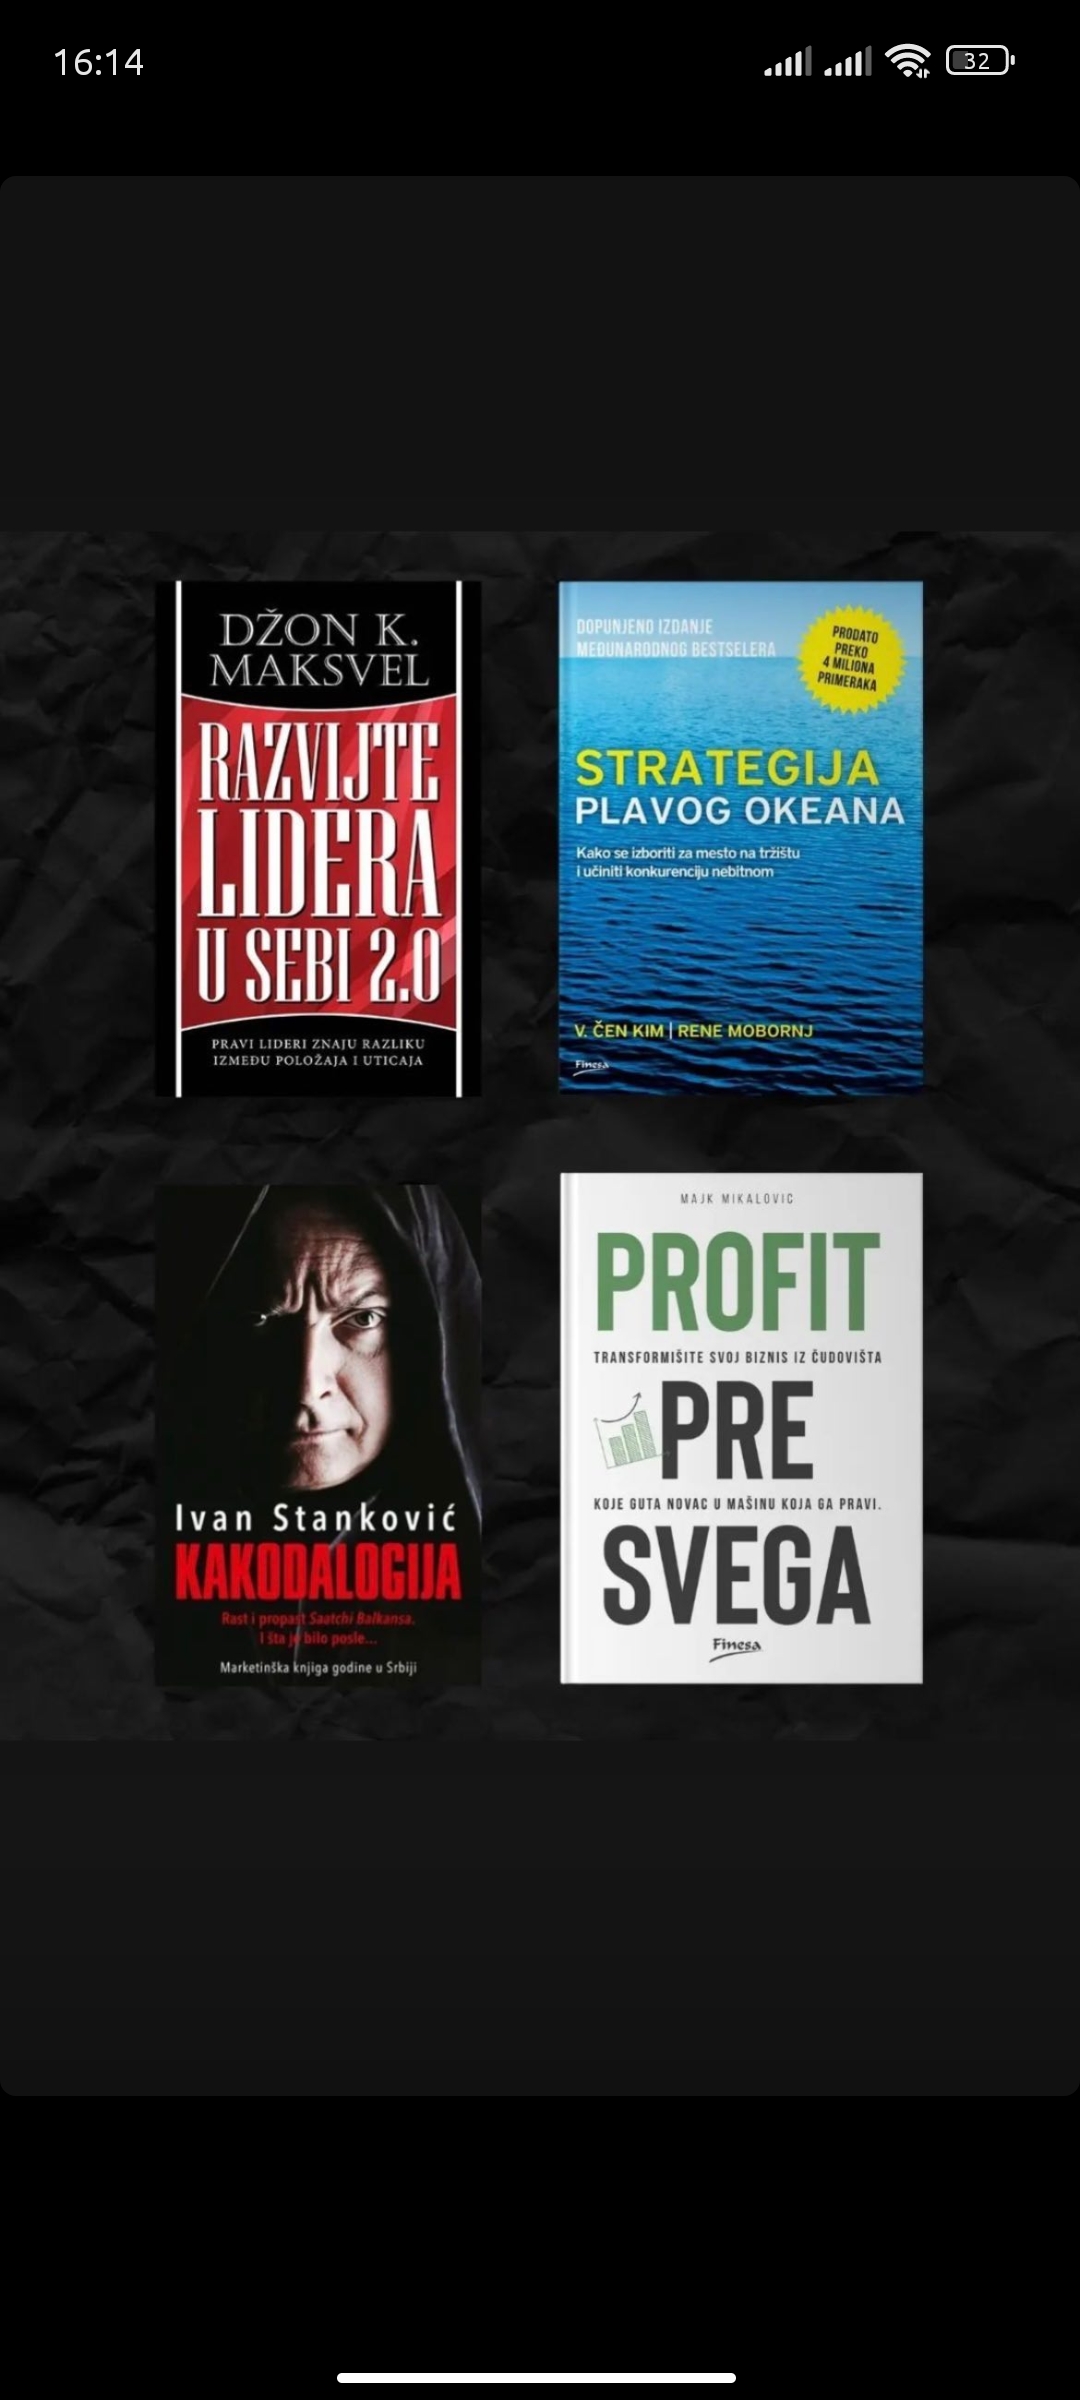 16:14
32
DŽON K.
MAKSVEL
RAZVIJTE
LIDERA
U SEBI 2.0
PRAVI LIDERI ZNAJU RAZLIKU
IZMEĐU POLOŽAJA I UTICAJA
DOPUNJENO IZDANJE
MEĐUNARODNOG BESTSELERA
PRODATO
PREKO
4 MILIONA
PRIMERAKA
STRATEGIJA
PLAVOG OKEANA
Kako se izboriti za mesto na tržištu
i učiniti konkurenciju nebitnom
V. ČEN KIM | RENE MOBORNJ
Finesa
Ivan Stanković
KAKODALOGIJA
Rast i propast Saatchi Balkansa.
I šta je bilo posle...
Marketinška knjiga godine u Srbiji
MAJK MIKALOVIC
PROFIT
TRANSFORMIŠITE SVOJ BIZNIS IZ ČUDOVIŠTA
PRE
KOJE GUTA NOVAC U MAŠINU KOJA GA PRAVI.
SVEGA
Finesa